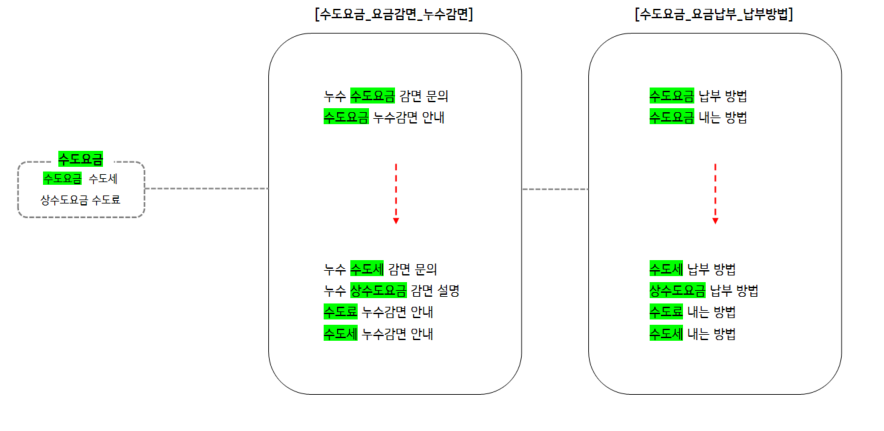 [수도요금_요금감면_누수감면]
[수도요금_요금납부_납부방법]
수도요금
수도요금 수도세
상수도요금 수도료
누수 수도요금 감면 문의
수도요금 누수감면 안내
누수 수도세 감면 문의
누수 상수도요금 감면 설명
수도료 누수감면 안내
수도세 누수감면 안내
수도요금 납부 방법
수도요금 내는 방법
수도세 납부 방법
상수도요금 납부 방법
수도료 내는 방법
수도세 내는 방법